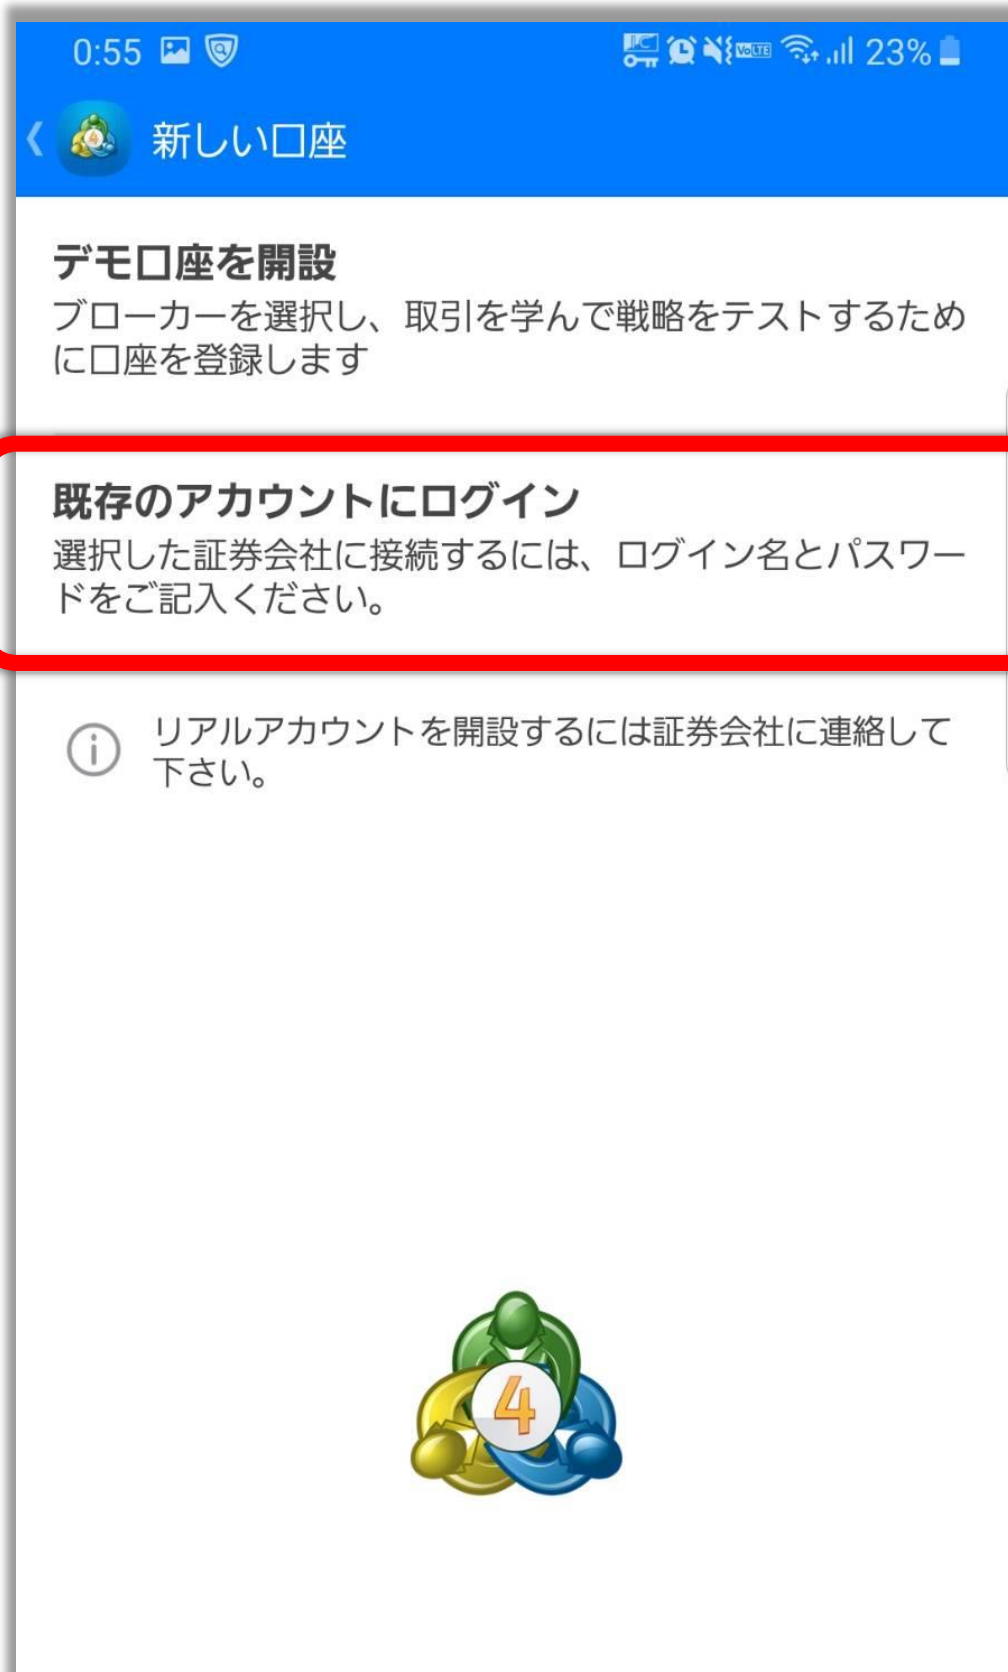 0:55
VoLTE
23%
新しい口座
デモ口座を開設
ブローカーを選択し、取引を学んで戦略をテストするため
に口座を登録します
既存のアカウントにログイン
選択した証券会社に接続するには、ログイン名とパスワー
ドをご記入ください。
リアルアカウントを開設するには証券会社に連絡して
下さい。
4